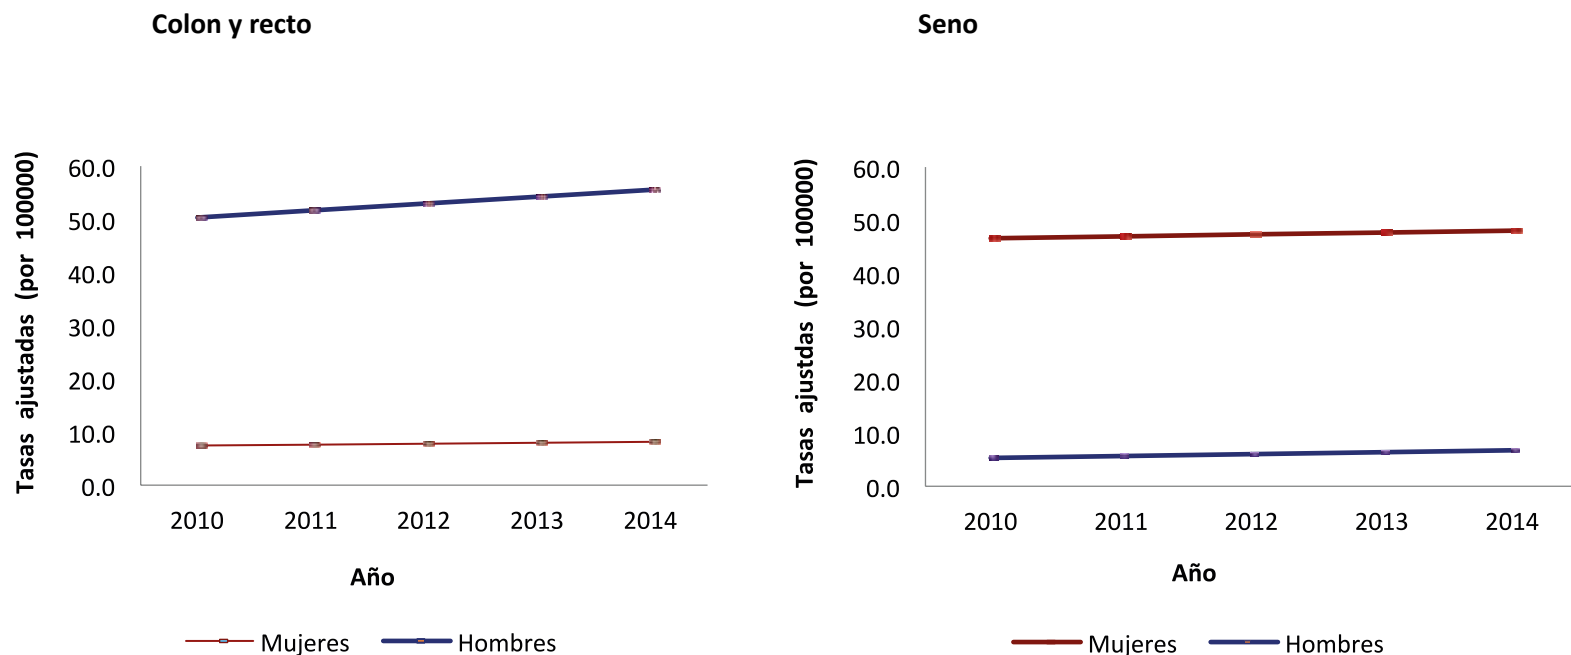 Colon y recto
Tasas ajustadas (por 100000)
60.0
50.0
40.0
30.0
20.0
10.0
0.0
2010 2011 2012 2013 2014
Año
Mujeres Hombres
Seno
Tasas ajustdas (por 100000)
60.0
50.0
40.0
30.0
20.0
10.0
0.0
2010 2011 2012 2013 2014
Año
Mujeres Hombres